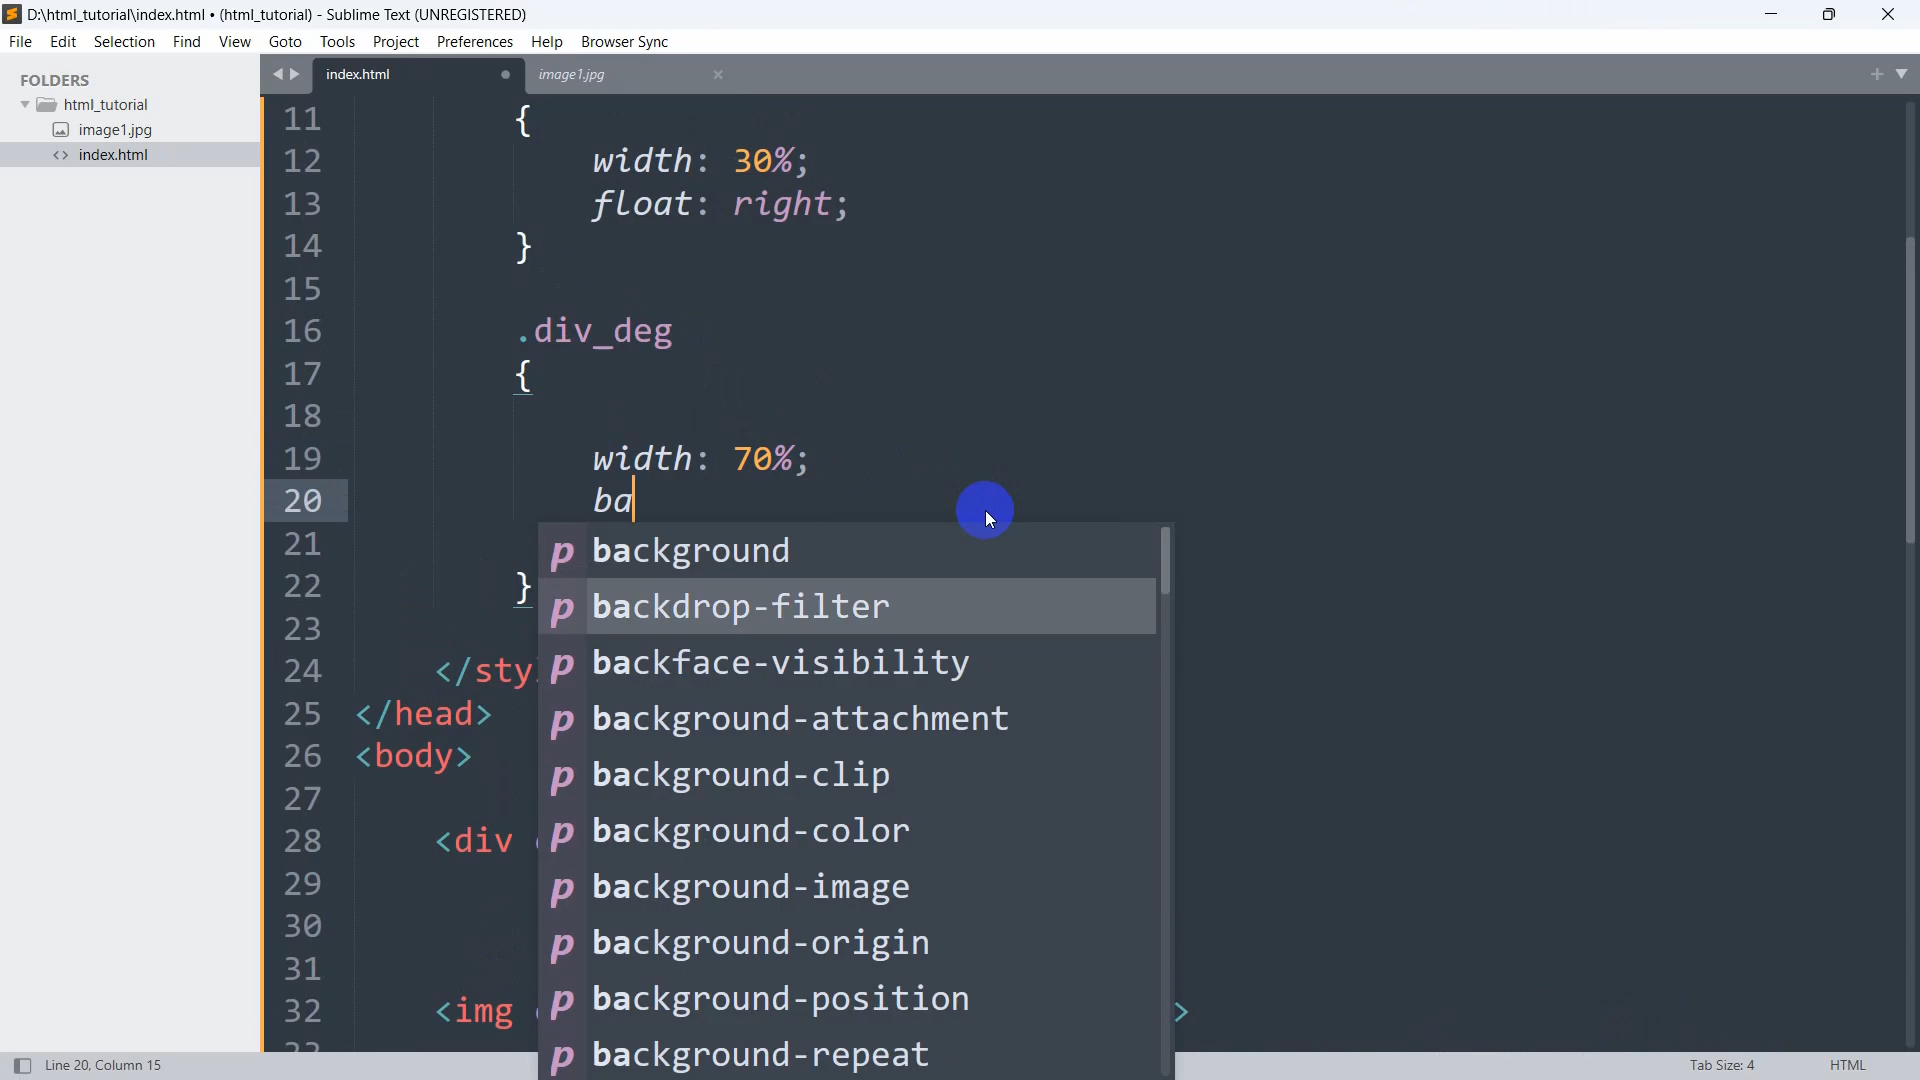 D:\html_tutorial\index.html • (html_tutorial) - Sublime Text (UNREGISTERED)
File Edit Selection Find View Goto Tools Project Preferences Help Browser Sync
FOLDERS
html_tutorial
image1.jpg
index.html
index.html image1.jpg
11 {
12 width: 30%;
13 float: right;
14 }
15
16 .div_deg
17 {
18
19 width: 70%;
20 ba
21
22 }
23
24 </sty
25 </head>
26 <body>
27
28 <div
29
30
31
32 <img >
p background
p backdrop-filter
p backface-visibility
p background-attachment
p background-clip
p background-color
p background-image
p background-origin
p background-position
p background-repeat
Line 20, Column 15 Tab Size: 4 HTML